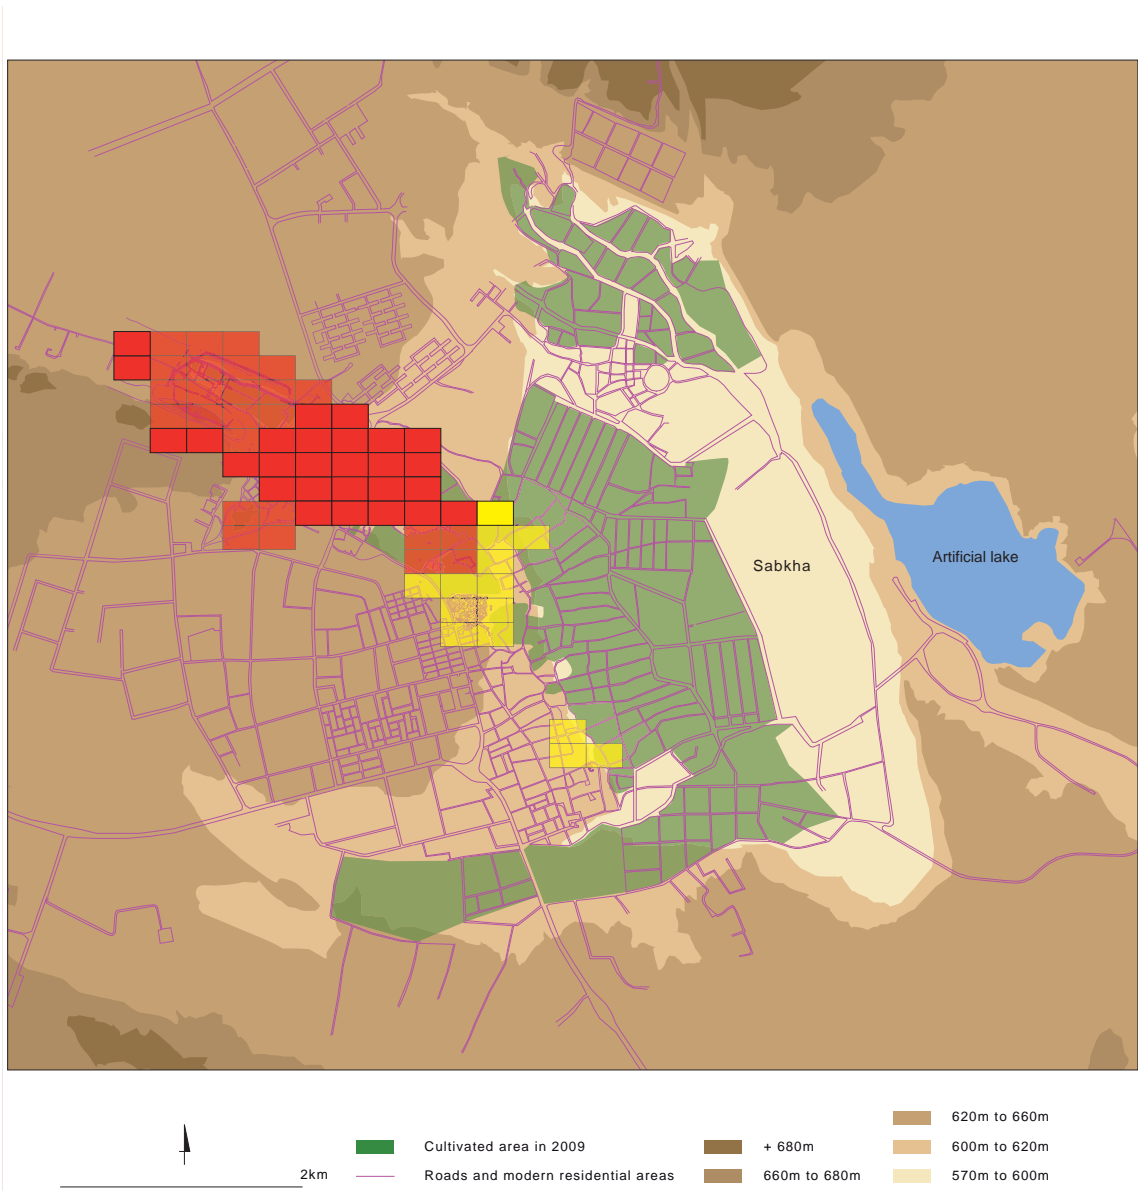 Sabkha
Artificial lake
2km
Cultivated area in 2009
Roads and modern residential areas
+ 680m
660m to 680m
620m to 660m
600m to 620m
570m to 600m